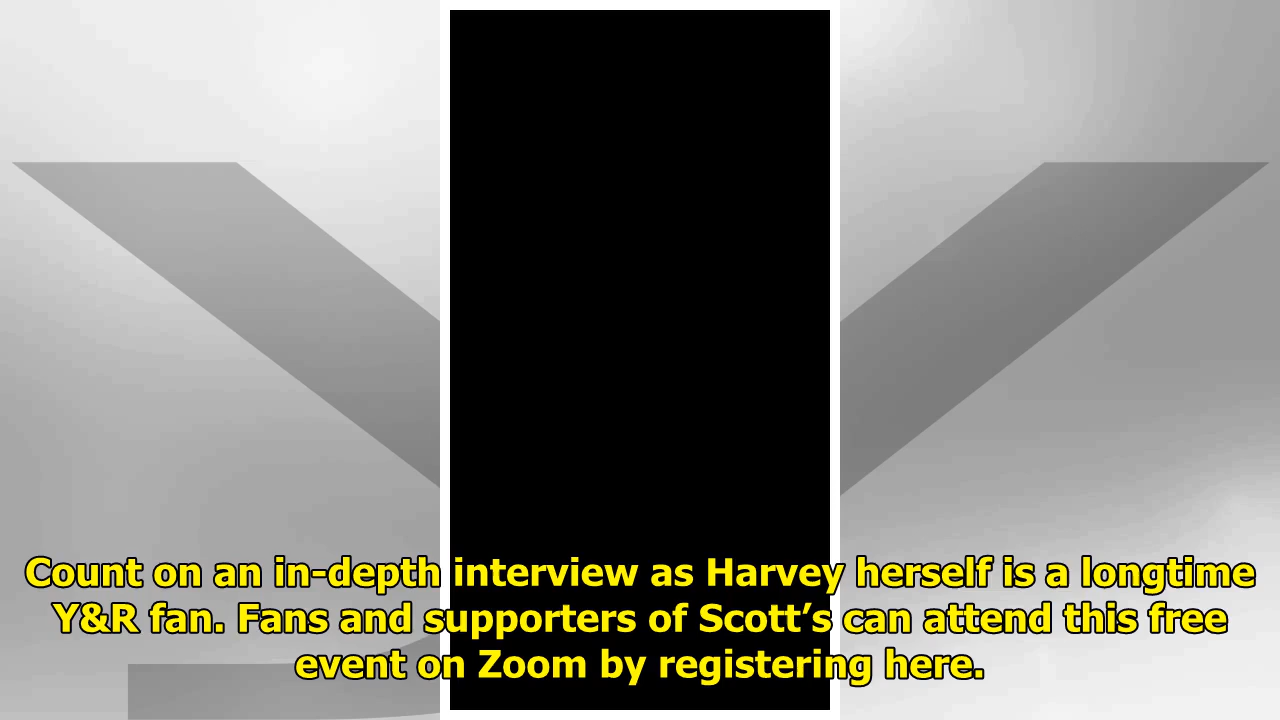 Count on an in-depth interview as Harvey herself is a longtime
Y&R fan. Fans and supporters of Scott’s can attend this free
event on Zoom by registering here.